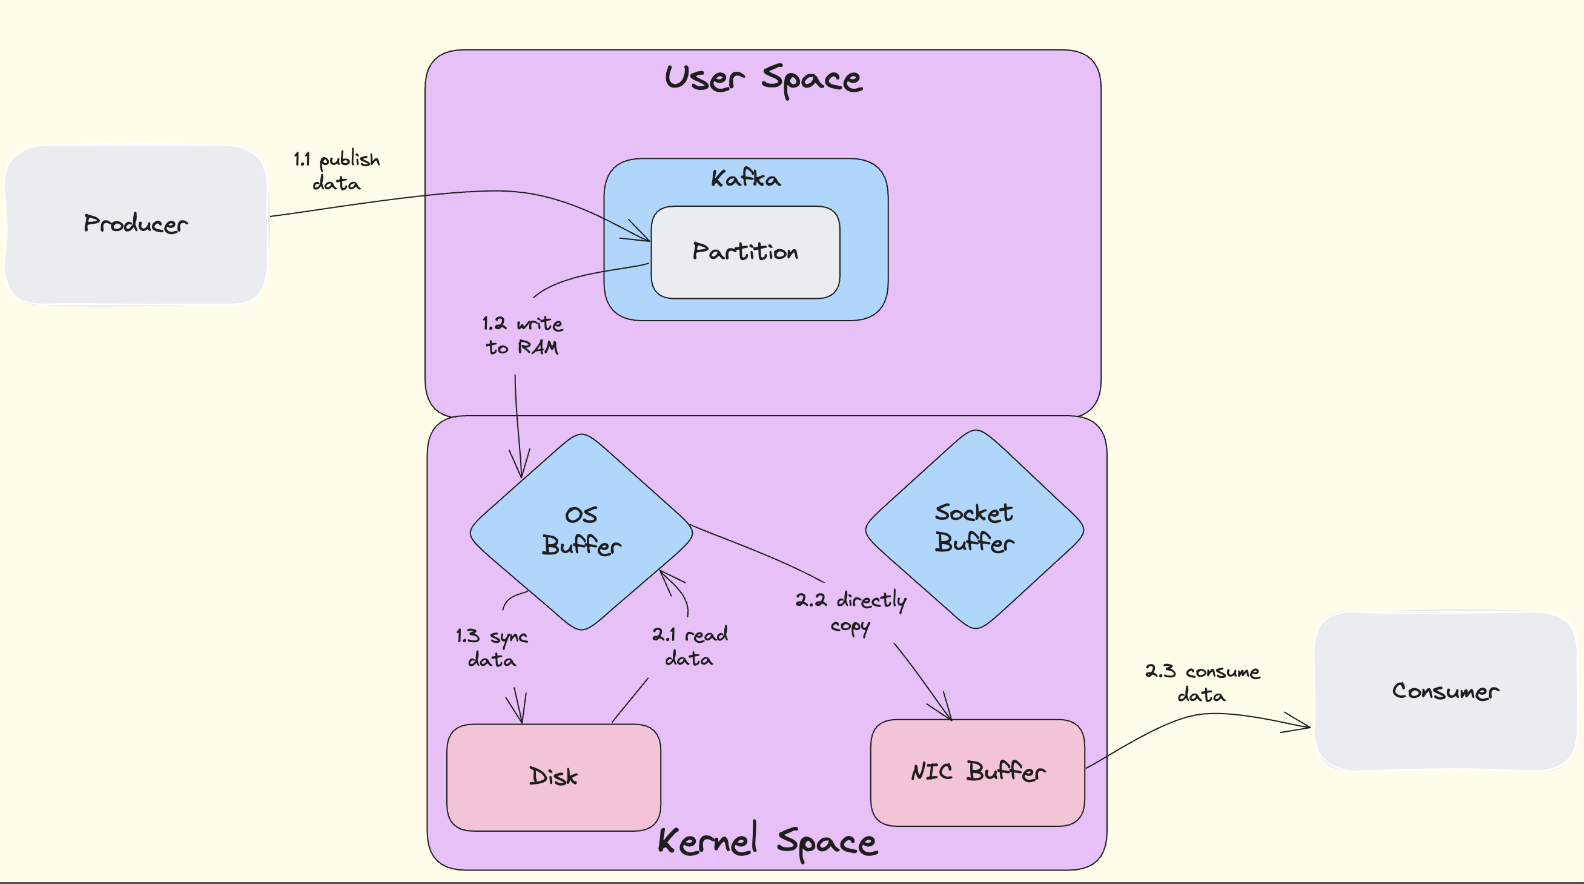 User Space
1.1 publish
data
Kafka
Producer
Partition
1.2 write
to RAM
OS
Buffer
Socket
Buffer
2.2 directly
copy
1.3 sync
data
2.1 read
data
2.3 consume
data
Consumer
Disk
NIC Buffer
Kernel Space